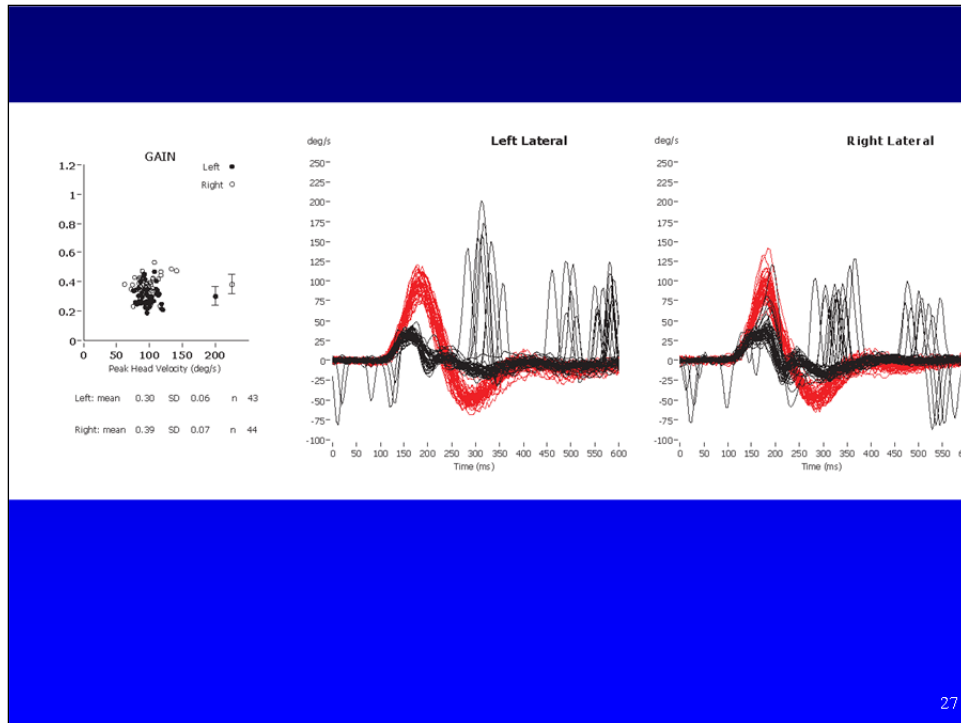 GAIN
Left
Right
1.2
1
0.8
0.6
0.4
0.2
0
0 50 100 150 200
Peak Head Velocity (deg/s)
Left: mean 0.30 SD 0.06 n 43
Right: mean 0.39 SD 0.07 n 44
deg/s
Left Lateral
250
225
200
175
150
125
100
75
50
25
0
-25
-50
-75
-100
0 50 100 150 200 250 300 350 400 450 500 550 600
Time (ms)
deg/s
Right Lateral
250
225
200
175
150
125
100
75
50
25
0
-25
-50
-75
-100
0 50 100 150 200 250 300 350 400 450 500 550 600
Time (ms)
27